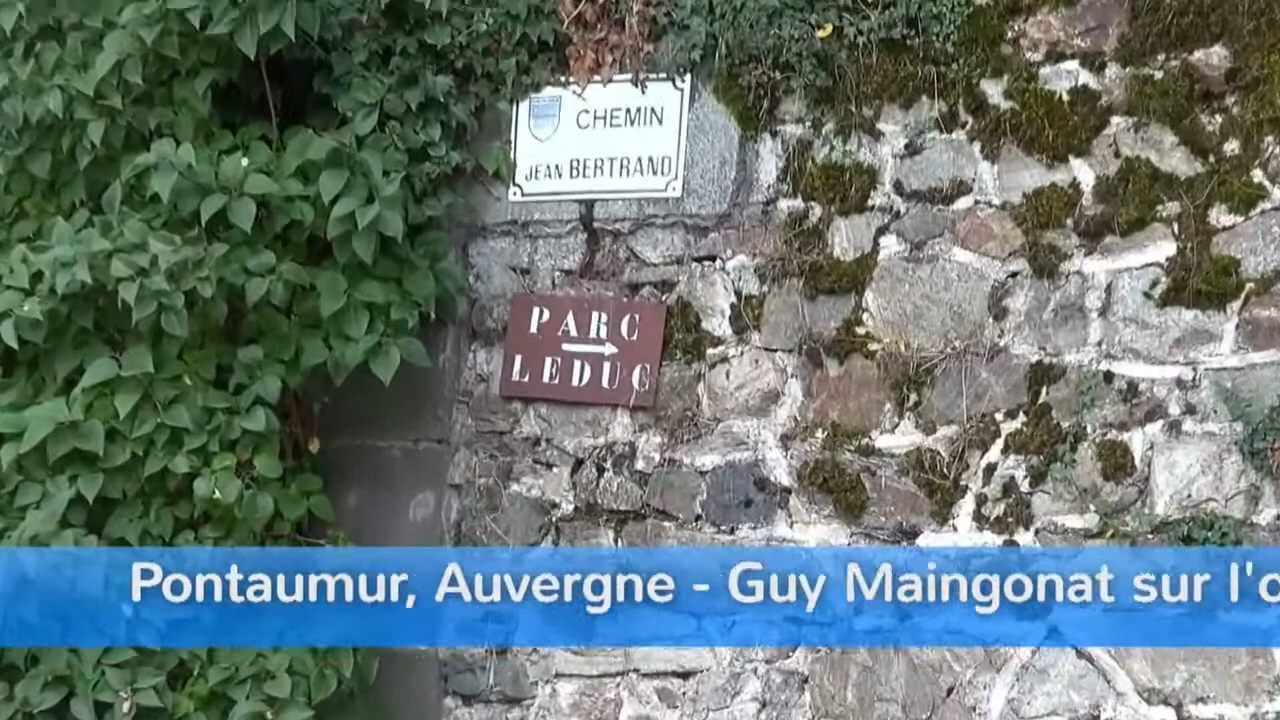 CHEMIN
JEAN BERTRAND
PARC
LEDUC
Pontaumur, Auvergne - Guy Maingonat sur l'o